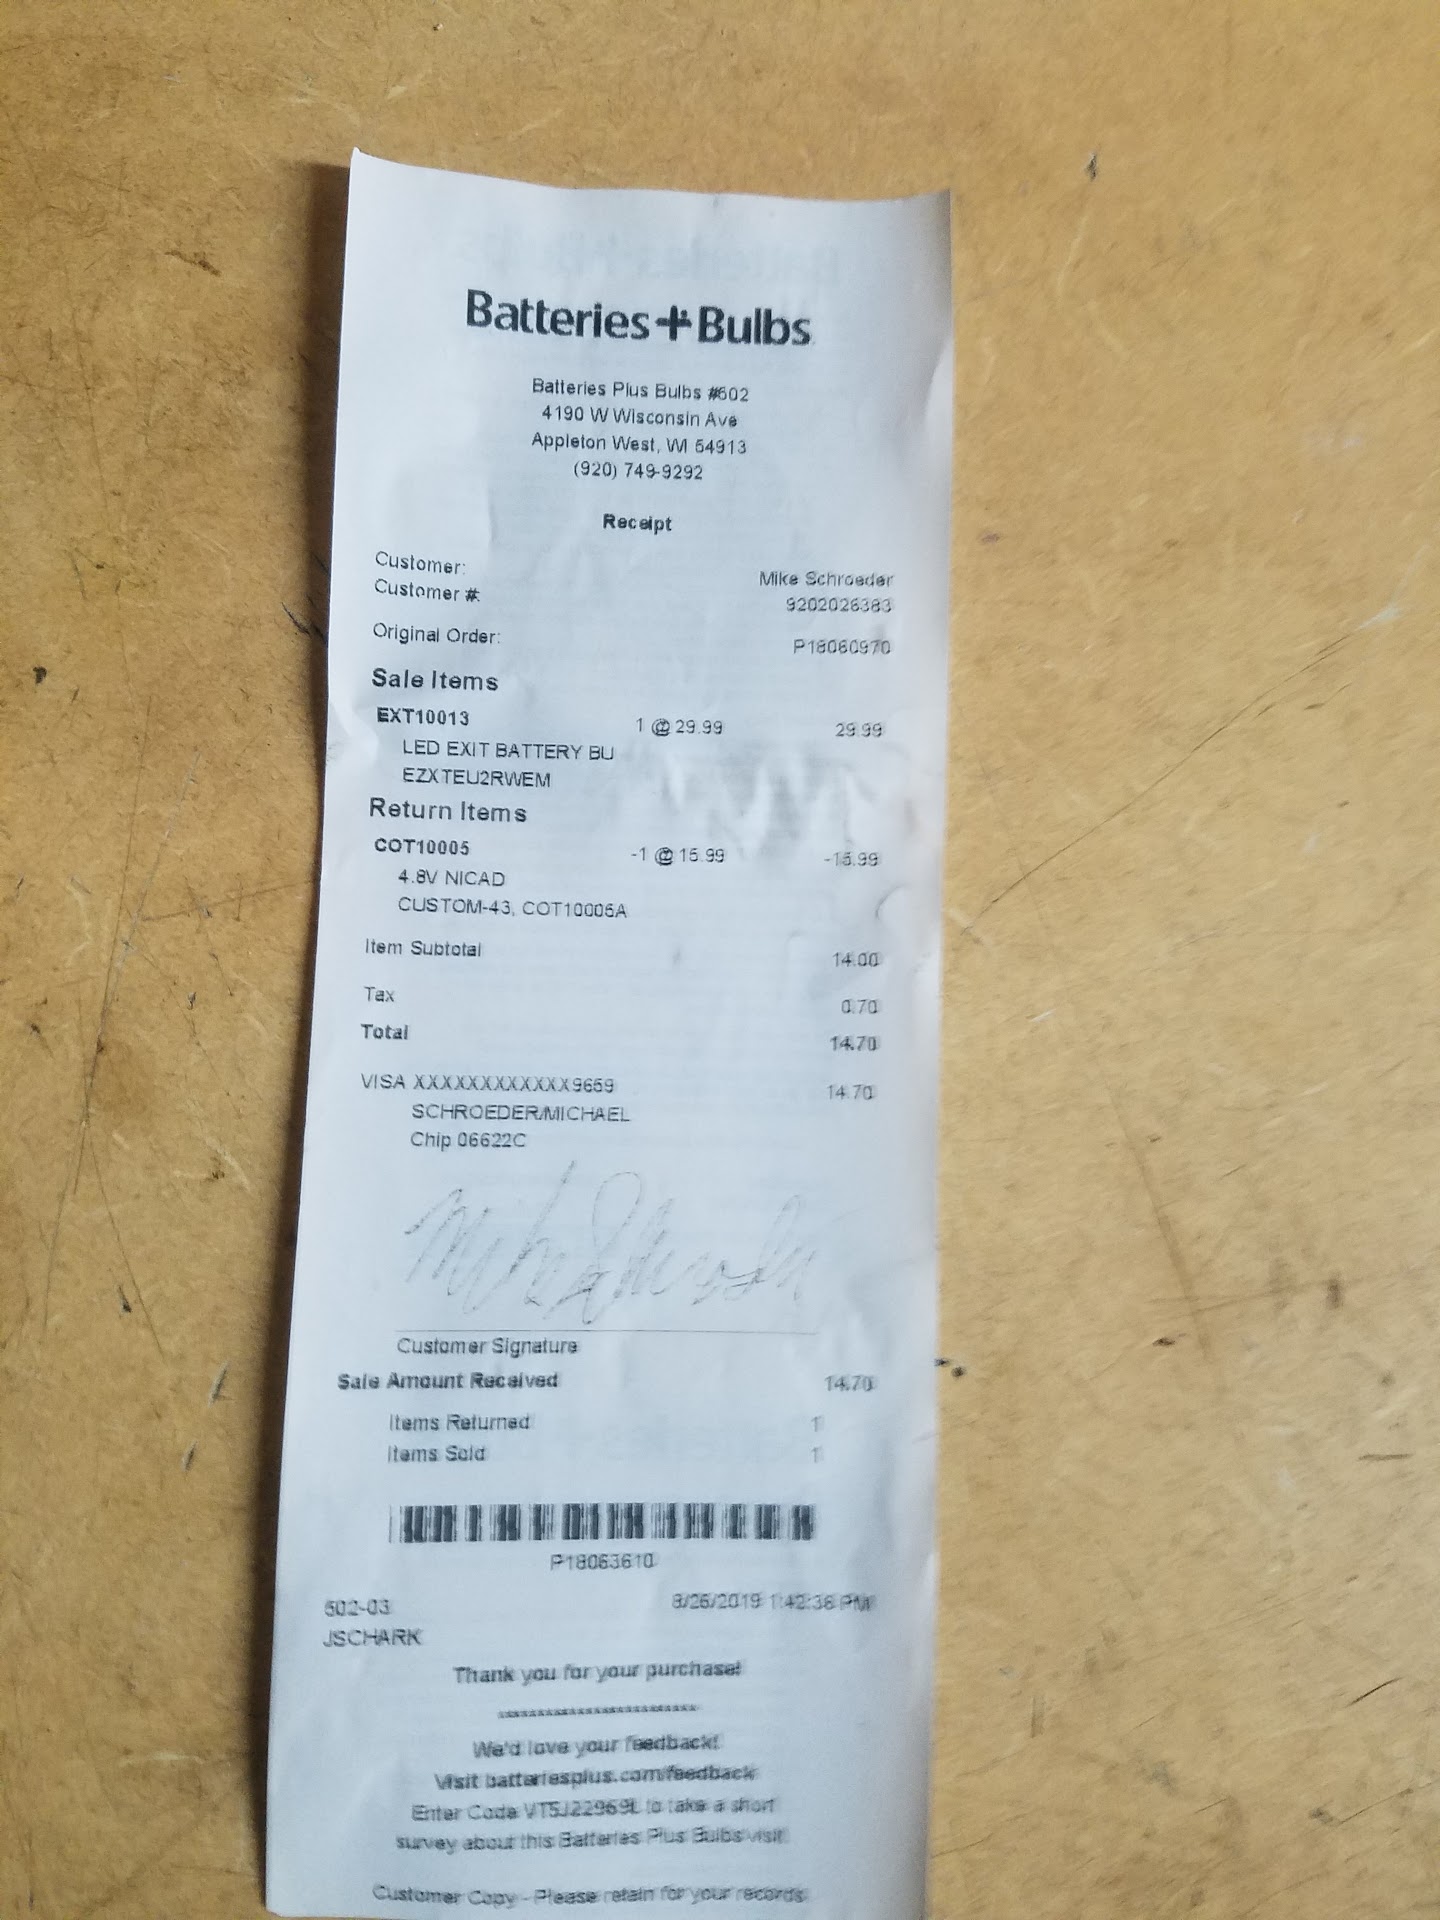 Batteries+Bulbs
Batteries Plus Bulbs #502
4190 W Wisconsin Ave
Appleton West, WI 54913
(920) 749-9292
Receipt
Customer: Mike Schroeder
Customer #: 9202026383
Original Order: P18060970
Sale Items
EXT10013 1 @ 29.99 29.99
LED EXIT BATTERY BU
EZXTEU2RWEM
Return Items
COT10005 -1 @ 15.99 -15.99
4.8V NICAD
CUSTOM-43, COT10005A
Item Subtotal 14.00
Tax 0.70
Total 14.70
VISA XXXXXXXXXXXX9659 14.70
SCHROEDER/MICHAEL
Chip 06622C
Mike Schroeder
Customer Signature
Sale Amount Received 14.70
Items Returned 1
Items Sold 1
P18063610
502-03 8/26/2019 1:42:36 PM
JSCHARK
Thank you for your purchase!
We'd love your feedback!
Visit batteriesplus.com/feedback
Enter Code VT5J22969L to take a short
survey about this Batteries Plus Bulbs visit
Customer Copy - Please retain for your records